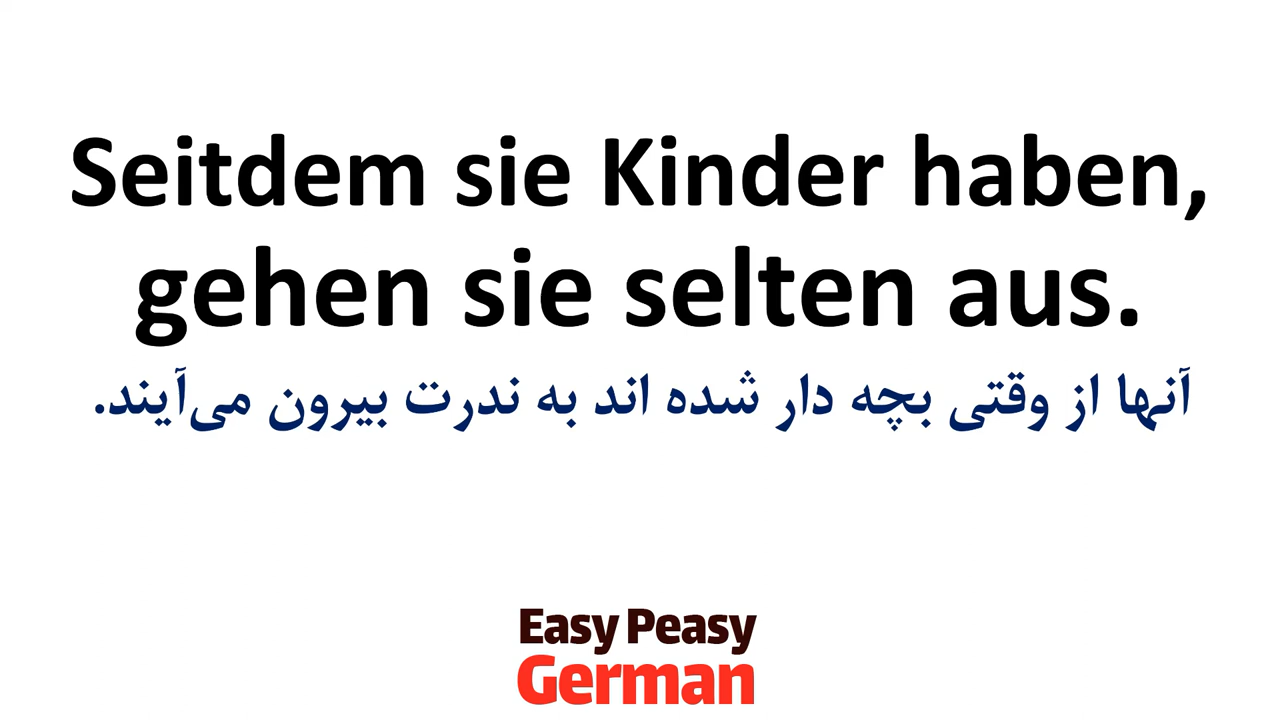 Seitdem sie Kinder haben,
gehen sie selten aus.
آنها از وقتی بچه دار شده اند به ندرت بیرون می‌آیند.
Easy Peasy
German